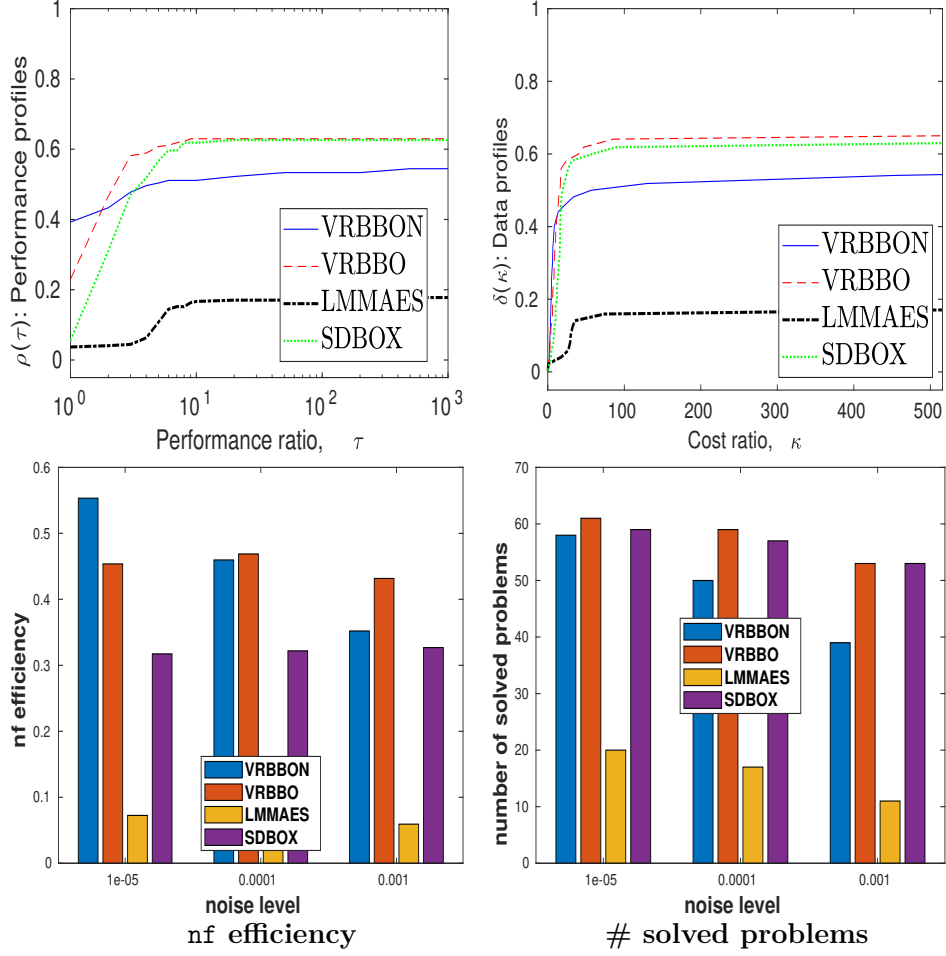 ρ(τ): Performance profiles
1
0.8
0.6
0.4
0.2
0
VRBBON
VRBBO
LMMAES
SDBOX
10^0
10^1
10^2
10^3
Performance ratio, τ
δ(κ): Data profiles
1
0.8
0.6
0.4
0.2
0
VRBBON
VRBBO
LMMAES
SDBOX
0
100
200
300
400
500
Cost ratio, κ
nf efficiency
0.6
0.5
0.4
0.3
0.2
0.1
0
VRBBON
VRBBO
LMMAES
SDBOX
1e-05
0.0001
0.001
noise level
nf efficiency
number of solved problems
70
60
50
40
30
20
10
0
VRBBON
VRBBO
LMMAES
SDBOX
1e-05
0.0001
0.001
noise level
# solved problems